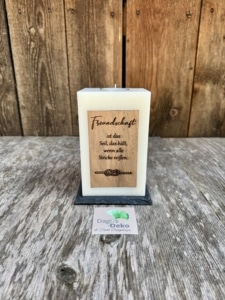 Freundschaft
ist das
Seil, das hält,
wenn alle
Stricke reißen.
Deko